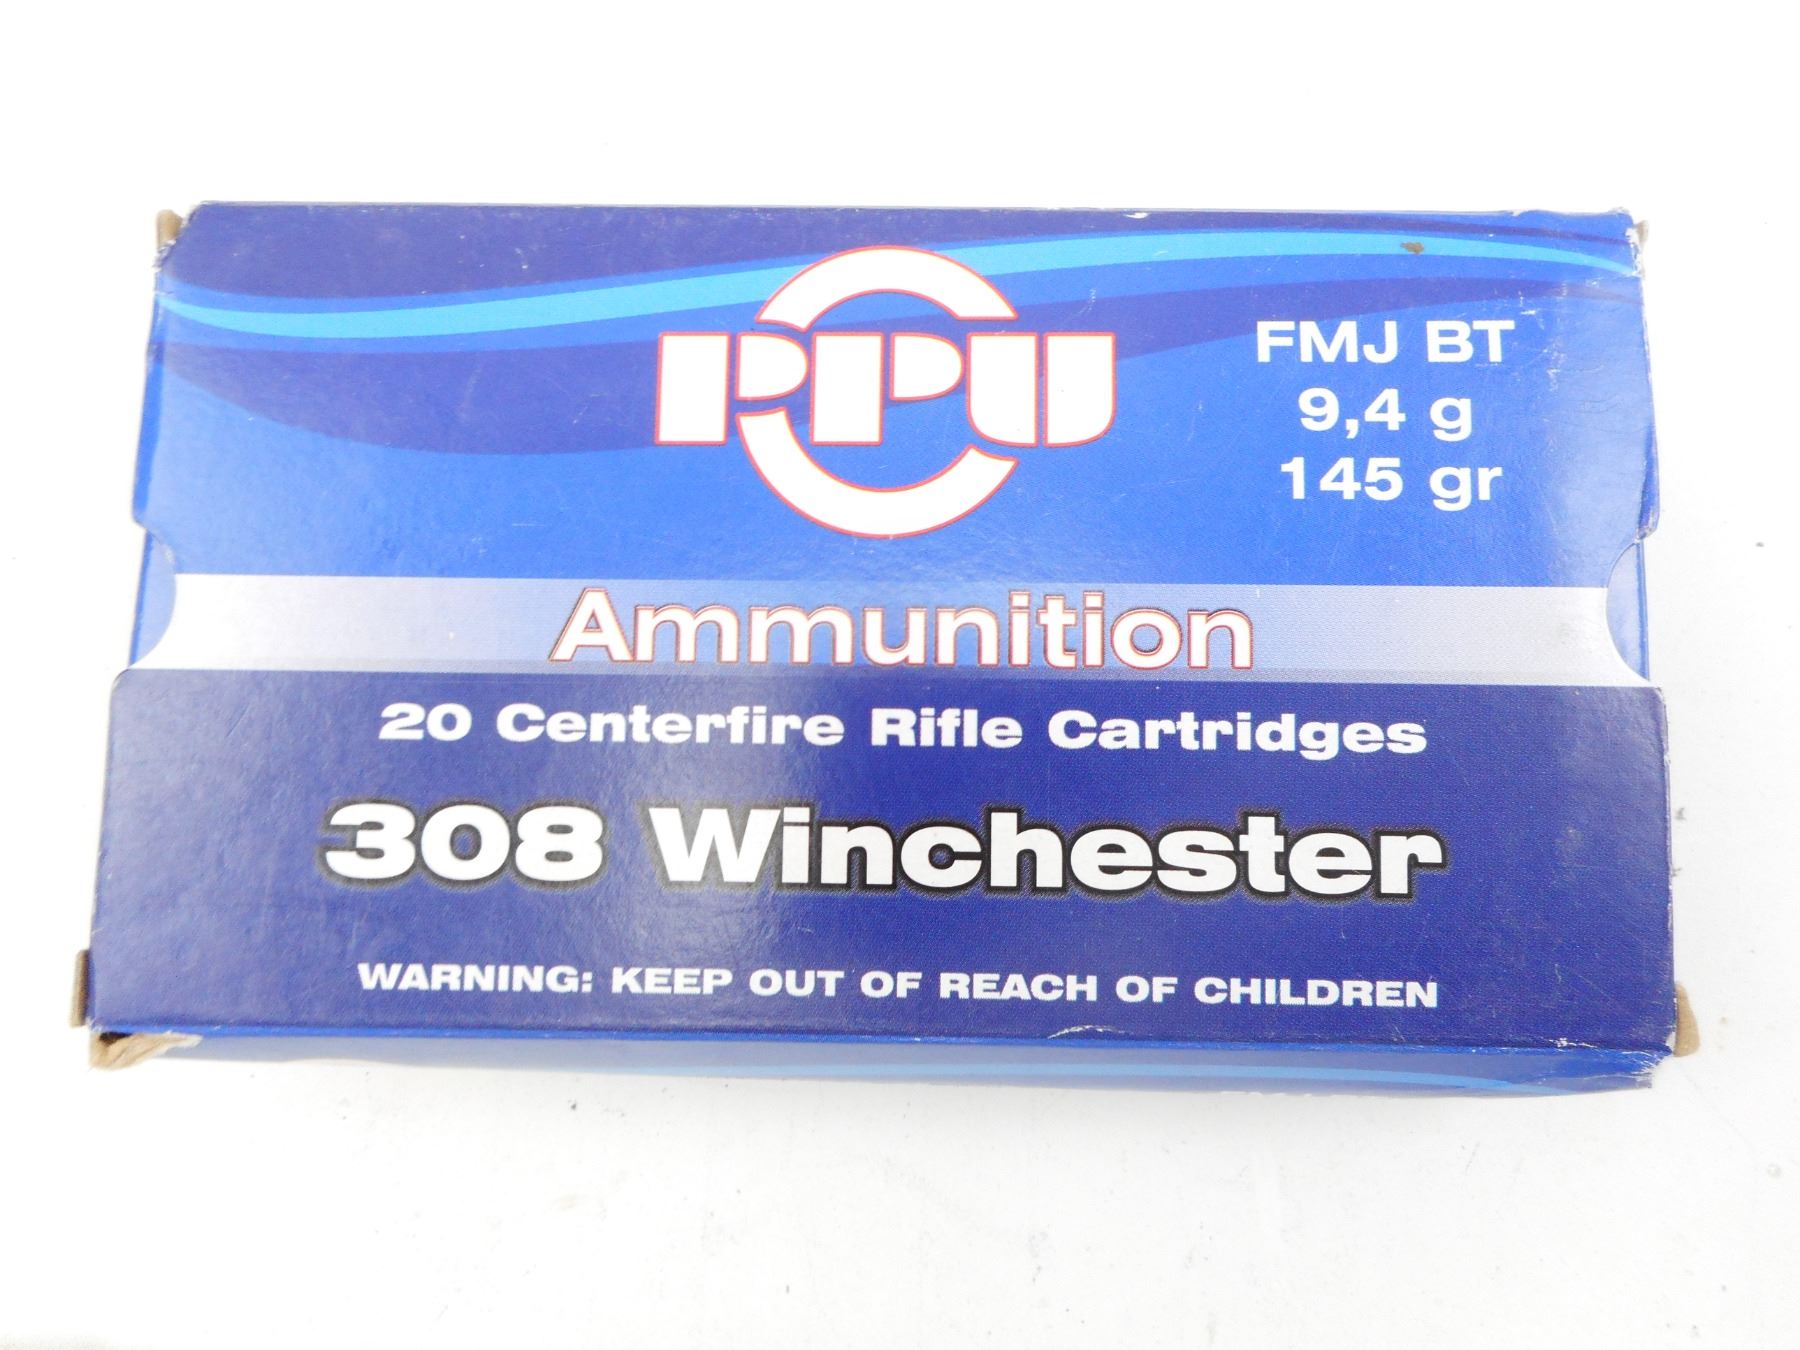 PPU
FMJ BT
9,4 g
145 gr
Ammunition
20 Centerfire Rifle Cartridges
308 Winchester
WARNING: KEEP OUT OF REACH OF CHILDREN